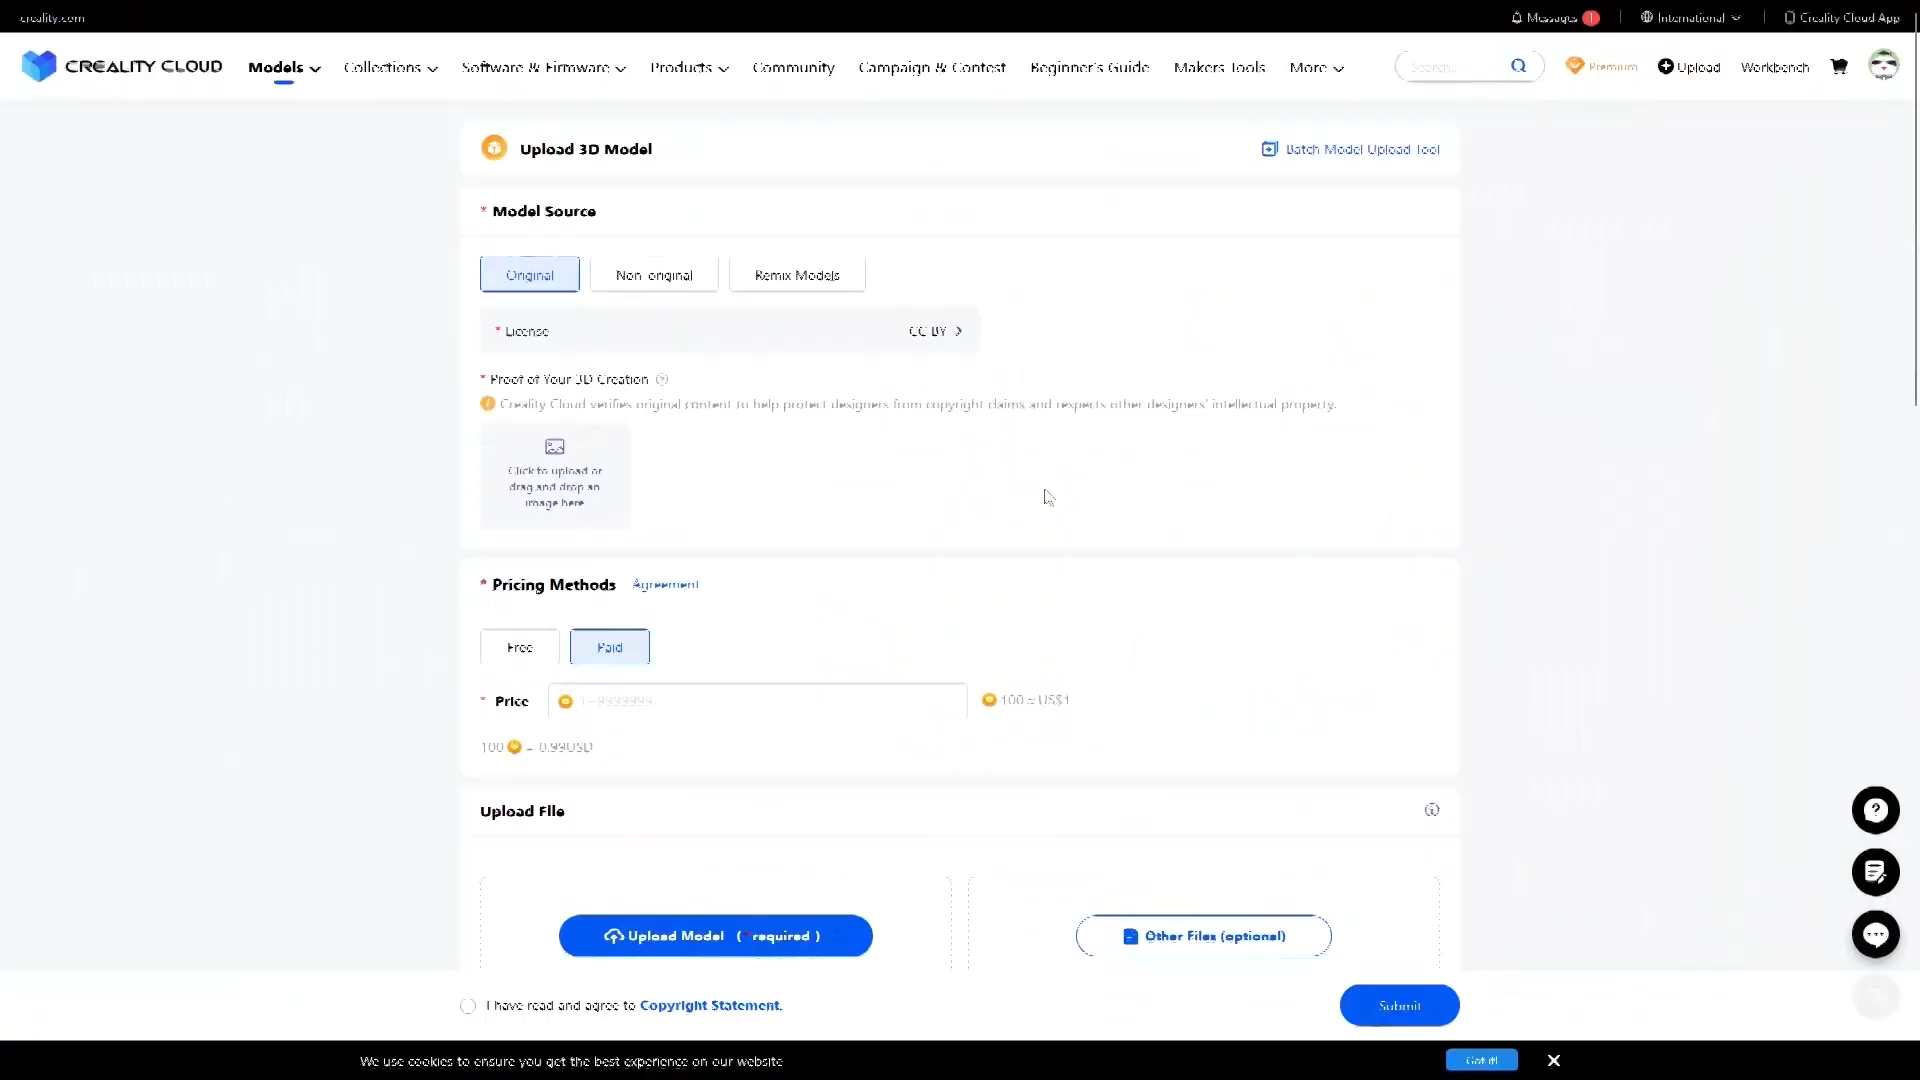 creality.com
Messages 1
International
Creality Cloud App
CREALITY CLOUD
Models
Collections
Software & Firmware
Products
Community
Campaign & Contest
Beginner's Guide
Makers Tools
More
Search...
Premium
Upload
Workbench
Upload 3D Model
Batch Model Upload Tool
* Model Source
Original
Non-original
Remix Models
* License
CC BY
* Proof of Your 3D Creation
Creality Cloud verifies original content to help protect designers from copyright claims and respects other designers' intellectual property.
Click to upload or
drag and drop an
image here
* Pricing Methods
Agreement
Free
Paid
* Price
1~9999999
100 ≈ US$1
100 = 0.99USD
Upload File
Upload Model (* required )
Other Files (optional)
I have read and agree to Copyright Statement.
Submit
We use cookies to ensure you get the best experience on our website
Got it!